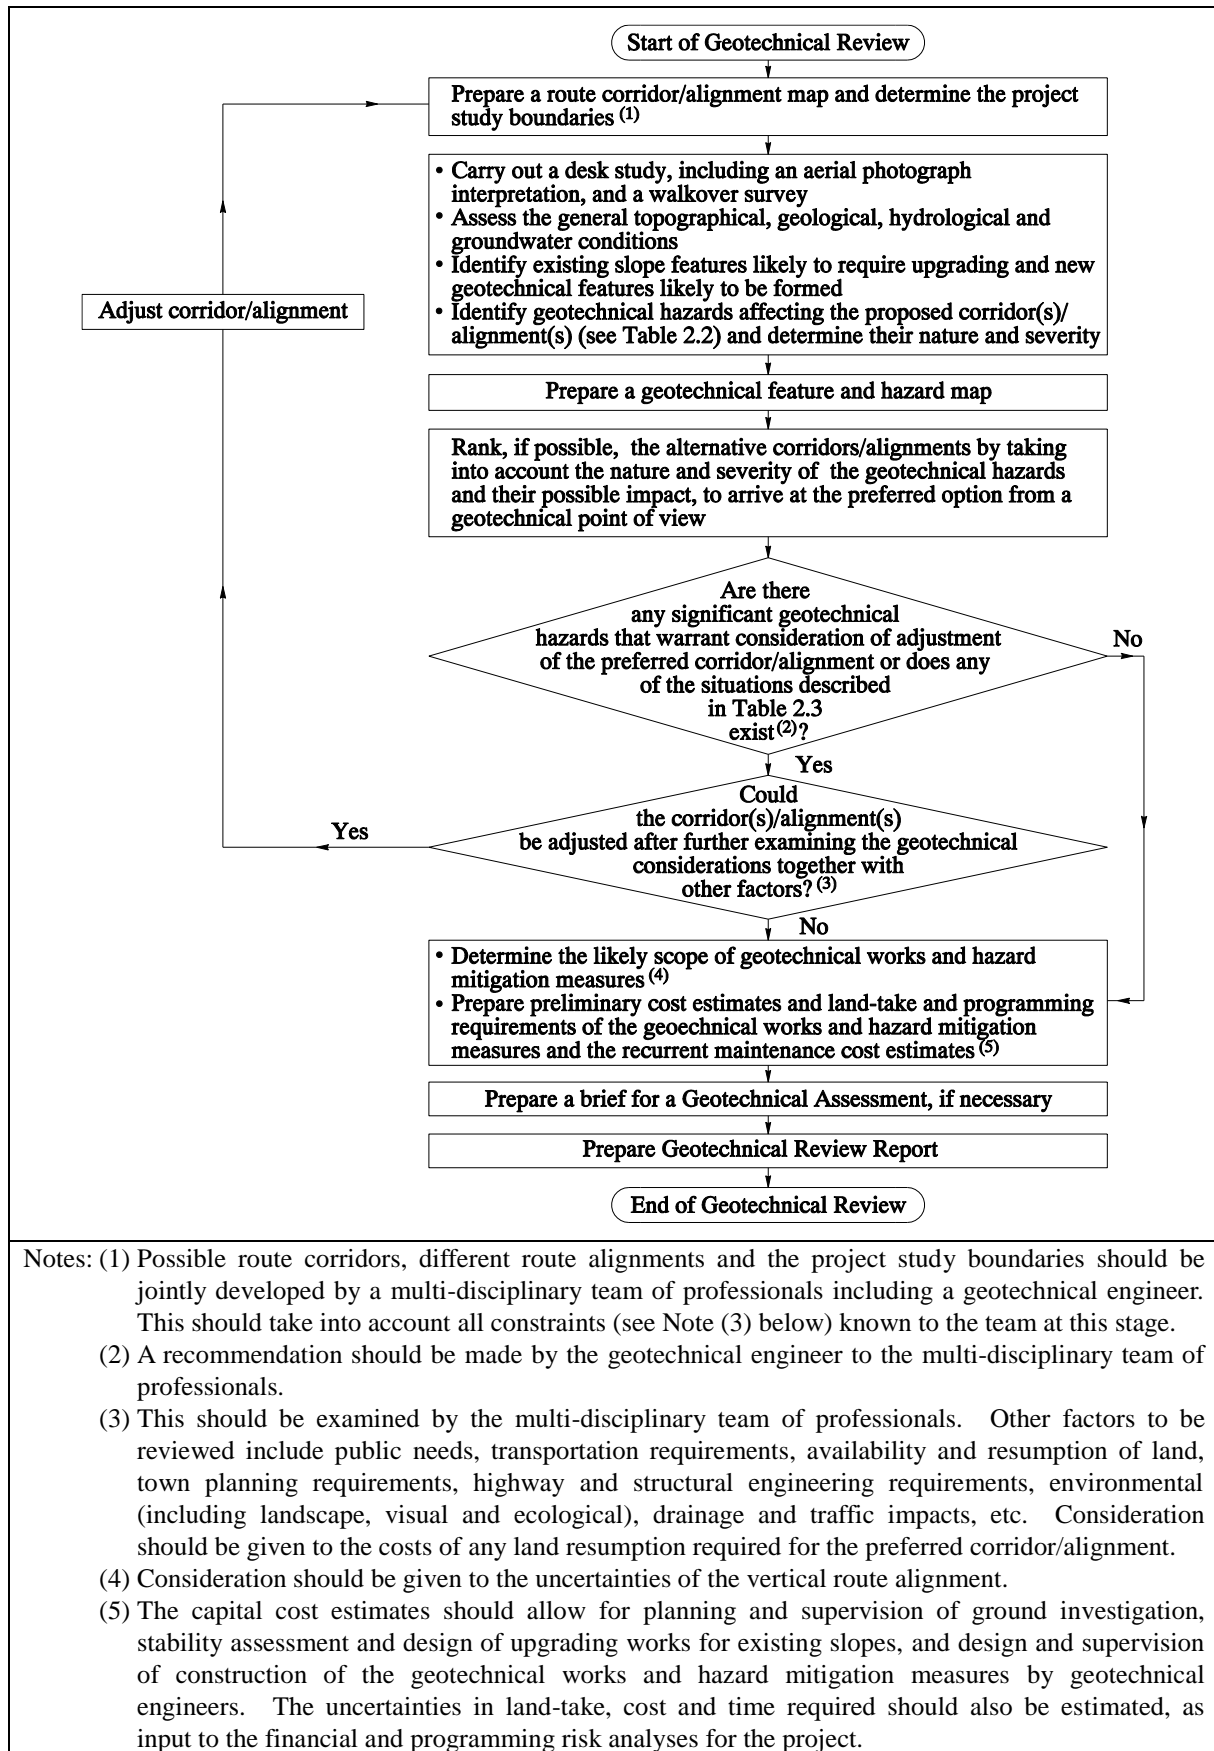 Start of Geotechnical Review
Prepare a route corridor/alignment map and determine the project
study boundaries (1)
• Carry out a desk study, including an aerial photograph
interpretation, and a walkover survey
• Assess the general topographical, geological, hydrological and
groundwater conditions
• Identify existing slope features likely to require upgrading and new
geotechnical features likely to be formed
• Identify geotechnical hazards affecting the proposed corridor(s)/
alignment(s) (see Table 2.2) and determine their nature and severity
Adjust corridor/alignment
Prepare a geotechnical feature and hazard map
Rank, if possible, the alternative corridors/alignments by taking
into account the nature and severity of the geotechnical hazards
and their possible impact, to arrive at the preferred option from a
geotechnical point of view
Are there
any significant geotechnical
hazards that warrant consideration of adjustment
of the preferred corridor/alignment or does any
of the situations described
in Table 2.3
exist (2)?
No
Yes
Could
the corridor(s)/alignment(s)
be adjusted after further examining the geotechnical
considerations together with
other factors? (3)
Yes
No
• Determine the likely scope of geotechnical works and hazard
mitigation measures (4)
• Prepare preliminary cost estimates and land-take and programming
requirements of the geoechnical works and hazard mitigation
measures and the recurrent maintenance cost estimates (5)
Prepare a brief for a Geotechnical Assessment, if necessary
Prepare Geotechnical Review Report
End of Geotechnical Review
Notes: (1) Possible route corridors, different route alignments and the project study boundaries should be
jointly developed by a multi-disciplinary team of professionals including a geotechnical engineer.
This should take into account all constraints (see Note (3) below) known to the team at this stage.
(2) A recommendation should be made by the geotechnical engineer to the multi-disciplinary team of
professionals.
(3) This should be examined by the multi-disciplinary team of professionals. Other factors to be
reviewed include public needs, transportation requirements, availability and resumption of land,
town planning requirements, highway and structural engineering requirements, environmental
(including landscape, visual and ecological), drainage and traffic impacts, etc. Consideration
should be given to the costs of any land resumption required for the preferred corridor/alignment.
(4) Consideration should be given to the uncertainties of the vertical route alignment.
(5) The capital cost estimates should allow for planning and supervision of ground investigation,
stability assessment and design of upgrading works for existing slopes, and design and supervision
of construction of the geotechnical works and hazard mitigation measures by geotechnical
engineers. The uncertainties in land-take, cost and time required should also be estimated, as
input to the financial and programming risk analyses for the project.